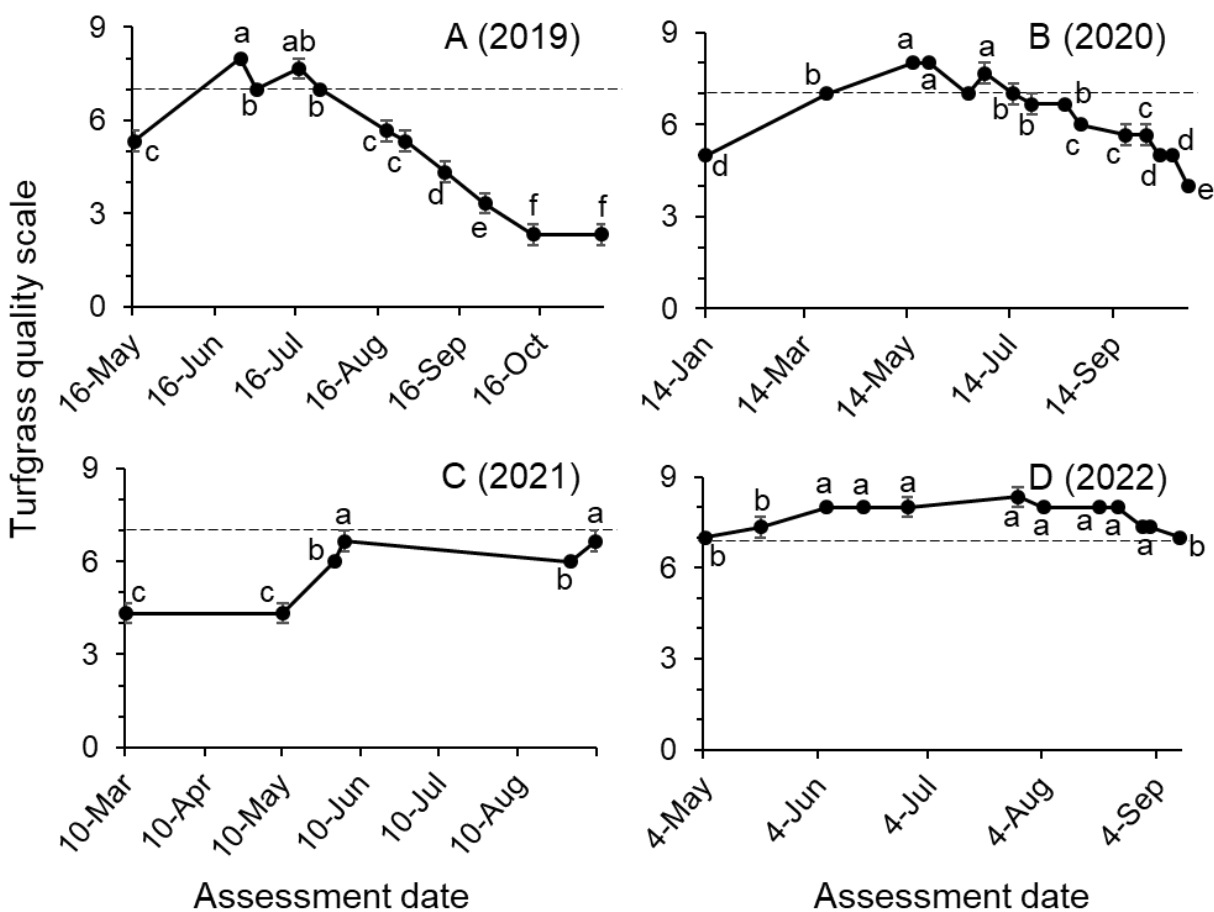 Turfgrass quality scale
A (2019)
9
6
3
0
c
a
b
ab
b
c
c
d
e
f
f
16-May
16-Jun
16-Jul
16-Aug
16-Sep
16-Oct
B (2020)
9
6
3
0
d
b
a
a
a
b
b
b
c
c
c
d
d
e
14-Jan
14-Mar
14-May
14-Jul
14-Sep
C (2021)
9
6
3
0
c
c
b
a
b
a
10-Mar
10-Apr
10-May
10-Jun
10-Jul
10-Aug
Assessment date
D (2022)
9
6
3
0
b
b
a
a
a
a
a
a
a
a
b
4-May
4-Jun
4-Jul
4-Aug
4-Sep
Assessment date